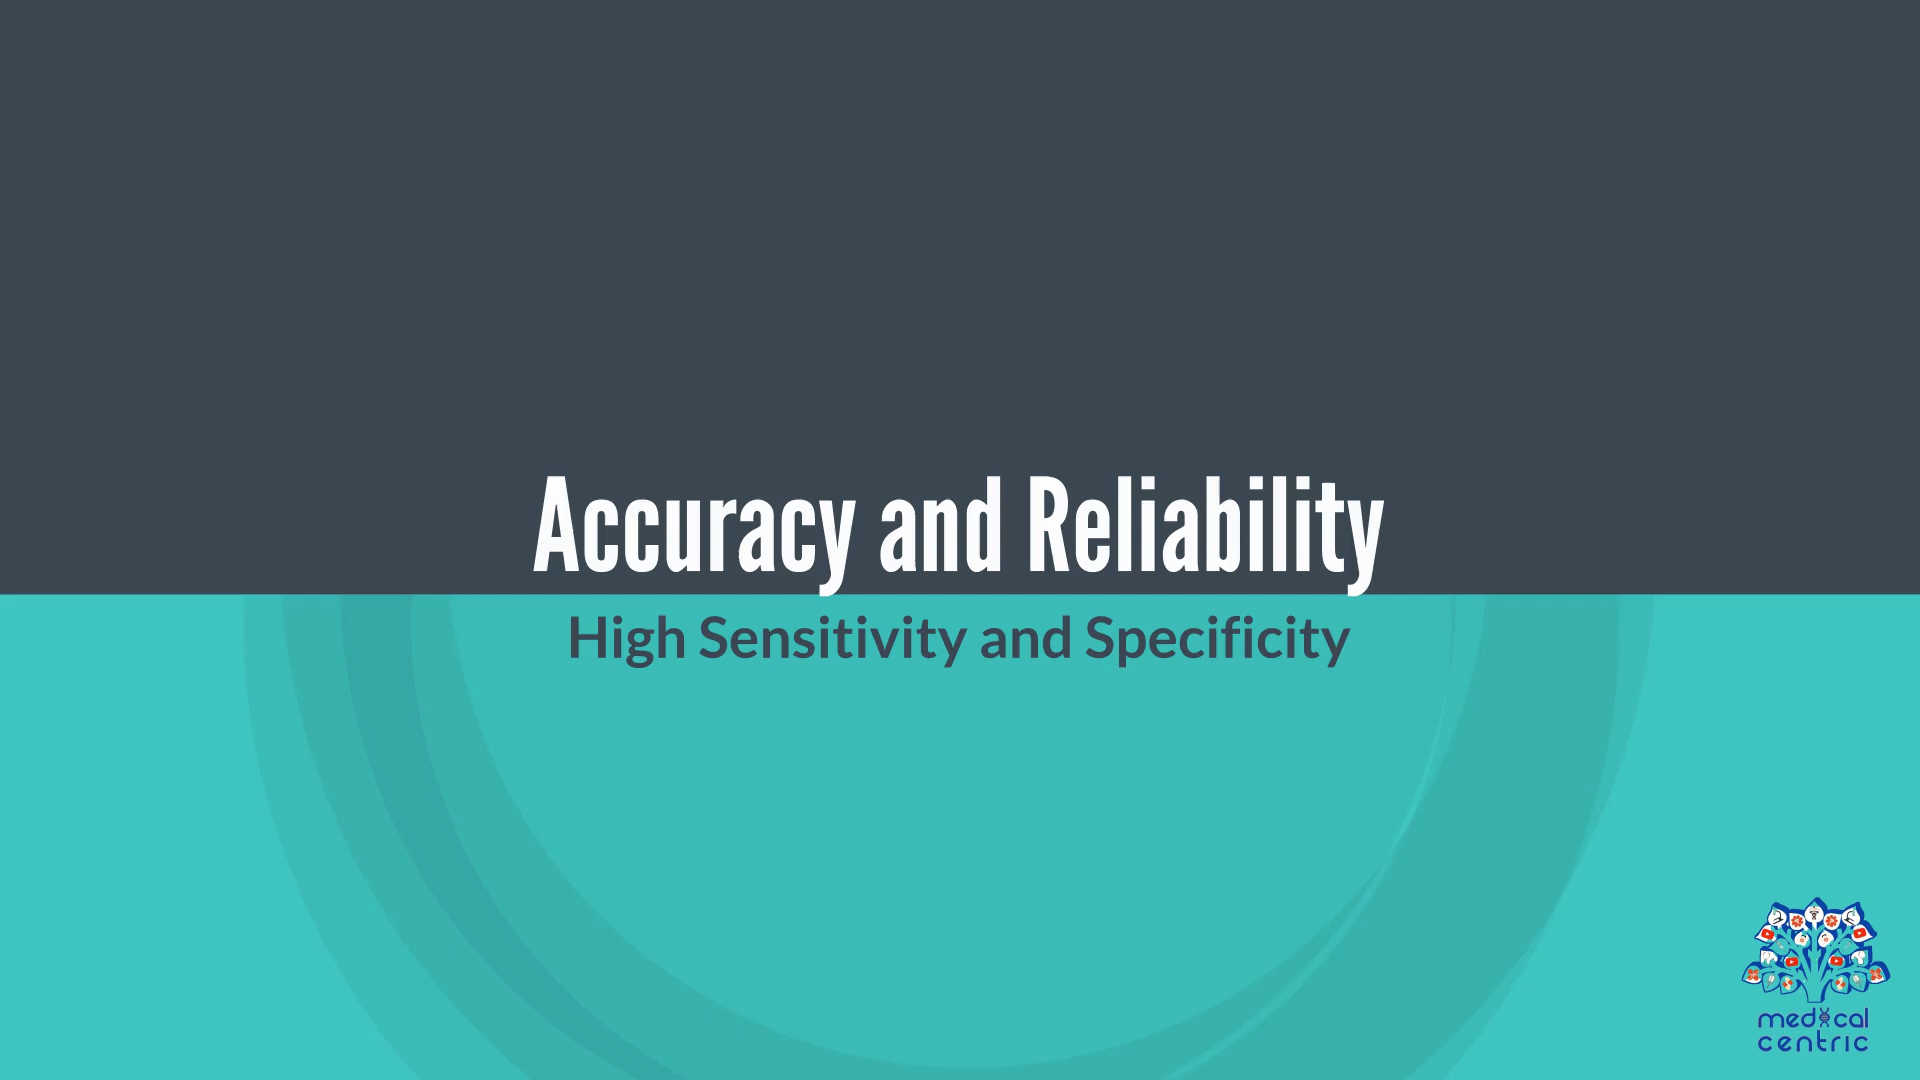 Accuracy and Reliability
High Sensitivity and Specificity
medical
centric